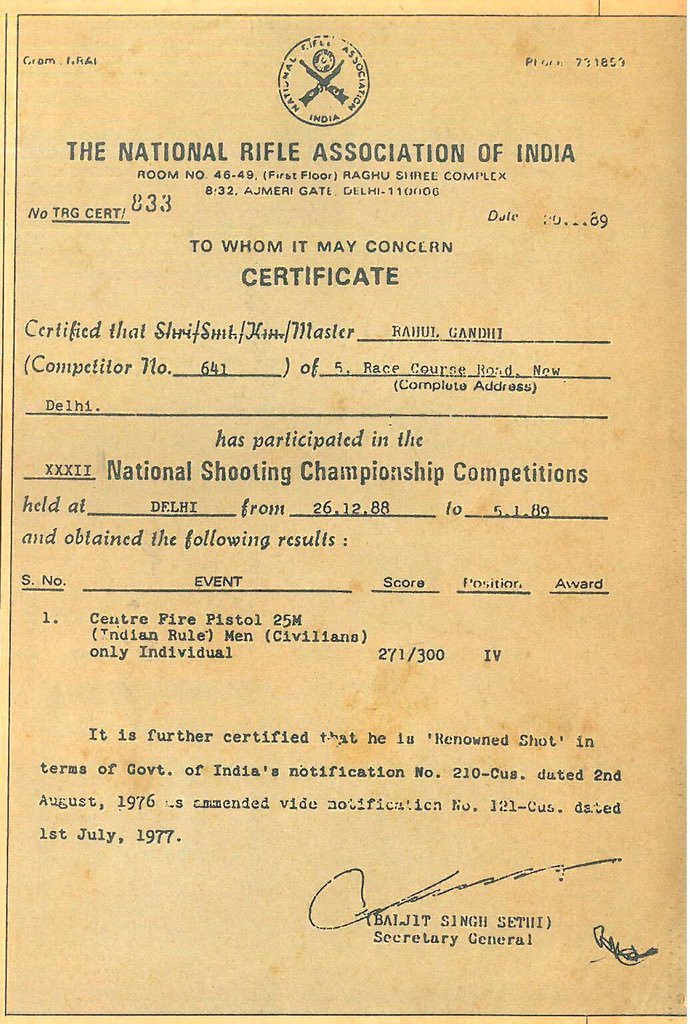 NATIONAL RIFLE ASSOCIATION
INDIA
Gram : NRAI
Phone 731853
THE NATIONAL RIFLE ASSOCIATION OF INDIA
ROOM NO. 46-49, (First Floor) RAGHU SHREE COMPLEX
8/32, AJMERI GATE, DELHI-110006
No TRG CERT/ 833
Date
TO WHOM IT MAY CONCERN
CERTIFICATE
Certified that Shri/Smt./Km./Master RAHUL GANDHI
(Competitor No. 641 ) of 5, Race Course Road, New
(Complete Address)
Delhi.
has participated in the
XXXII National Shooting Championship Competitions
held at DELHI from 26.12.88 to 5.1.89
and obtained the following results :
S. No. EVENT Score Position Award
1. Centre Fire Pistol 25M
(Indian Rule) Men (Civilians)
only Individual 271/300 IV
It is further certified that he is 'Renowned Shot' in
terms of Govt. of India's notification No. 210-Cus. dated 2nd
August, 1976 as ammended vide notification No. 121-Cus. dated
1st July, 1977.
(BALJIT SINGH SETHI)
Secretary General